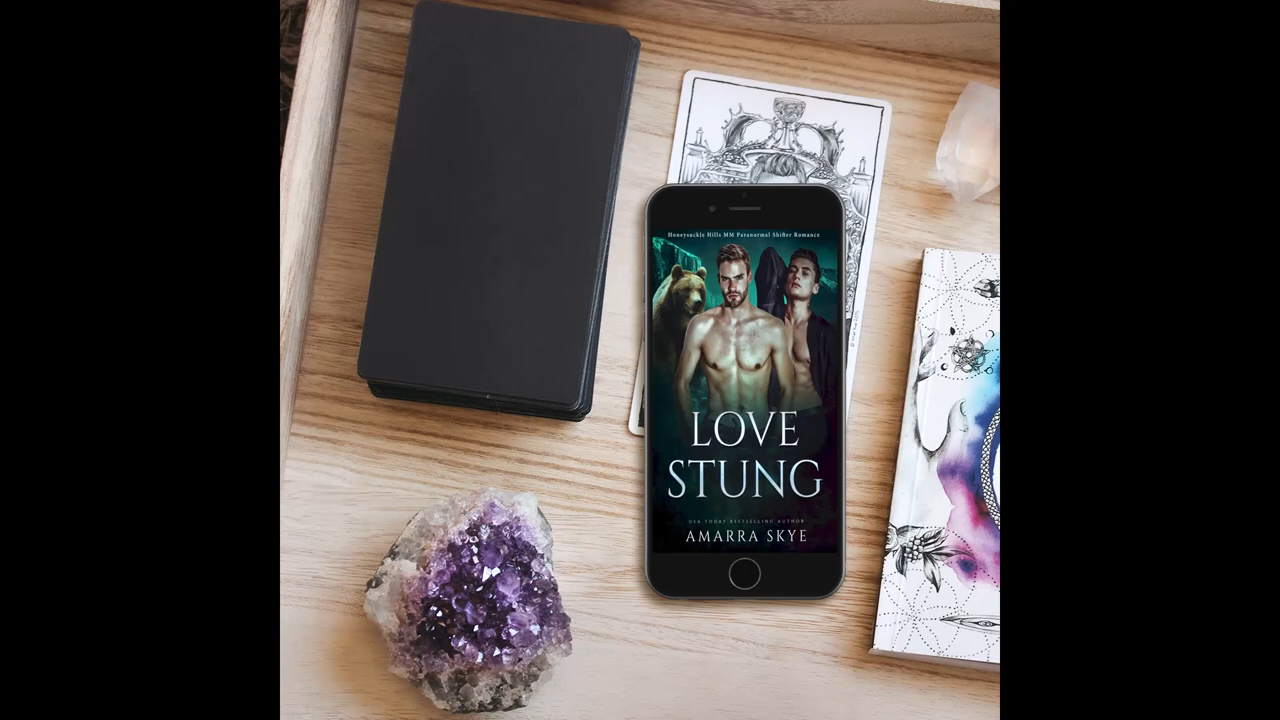 Honeysuckle Hills MM Paranormal Shifter Romance
LOVE
STUNG
USA TODAY BESTSELLING AUTHOR
AMARRA SKYE